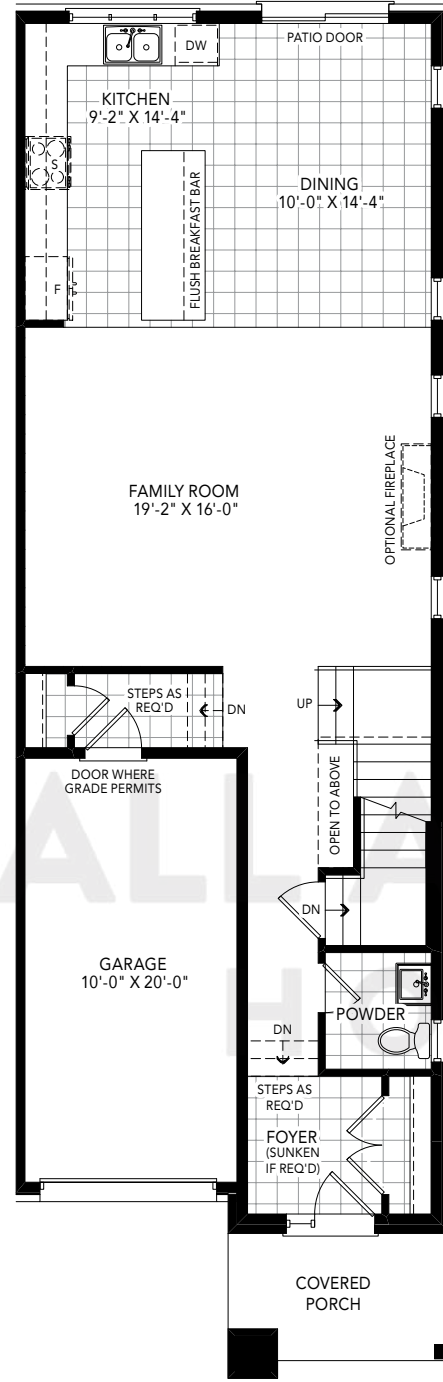 DW
PATIO DOOR
KITCHEN
9'-2" X 14'-4"
S
DINING
10'-0" X 14'-4"
FLUSH BREAKFAST BAR
F
FAMILY ROOM
19'-2" X 16'-0"
OPTIONAL FIREPLACE
STEPS AS
REQ'D
DN
UP
DOOR WHERE
GRADE PERMITS
OPEN TO ABOVE
ALL A
DN
GARAGE
10'-0" X 20'-0"
POWDER
HO
DN
STEPS AS
REQ'D
FOYER
(SUNKEN
IF REQ'D)
COVERED
PORCH